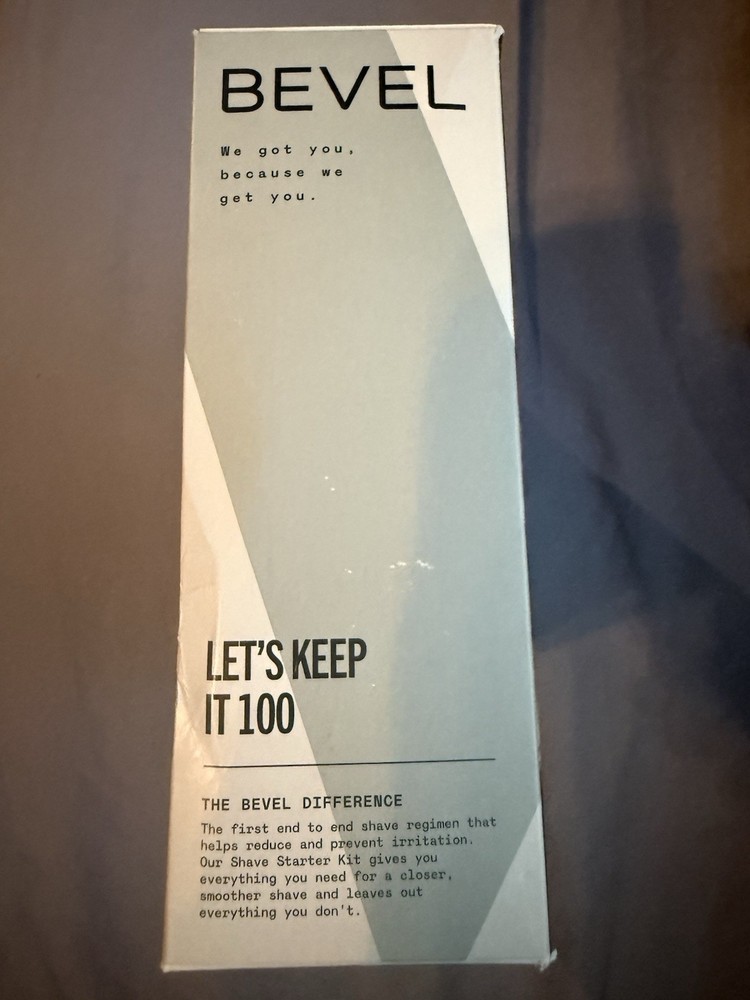 BEVEL
We got you,
because we
get you.
LET'S KEEP
IT 100
THE BEVEL DIFFERENCE
The first end to end shave regimen that
helps reduce and prevent irritation.
Our Shave Starter Kit gives you
everything you need for a closer,
smoother shave and leaves out
everything you don't.